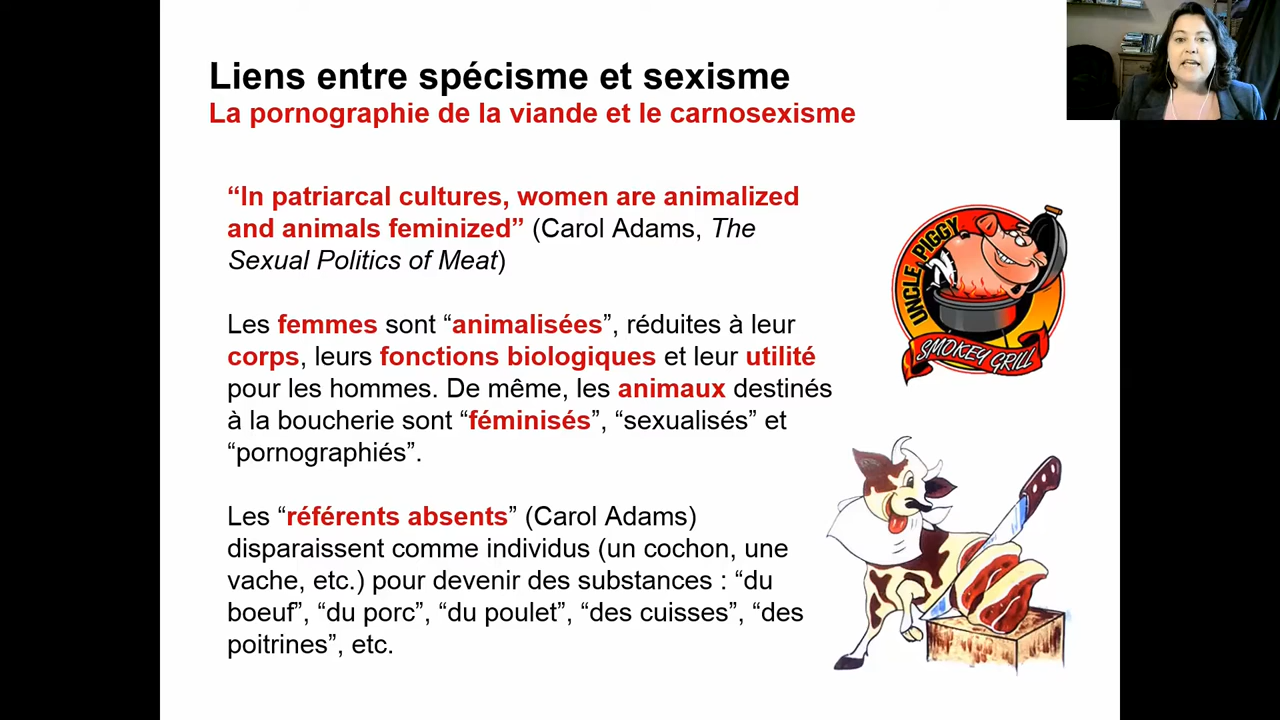 Liens entre spécisme et sexisme
La pornographie de la viande et le carnosexisme
“In patriarcal cultures, women are animalized
and animals feminized” (Carol Adams, The
Sexual Politics of Meat)
Les femmes sont “animalisées”, réduites à leur
corps, leurs fonctions biologiques et leur utilité
pour les hommes. De même, les animaux destinés
à la boucherie sont “féminisés”, “sexualisés” et
“pornographiés”.
Les “référents absents” (Carol Adams)
disparaissent comme individus (un cochon, une
vache, etc.) pour devenir des substances : “du
boeuf”, “du porc”, “du poulet”, “des cuisses”, “des
poitrines”, etc.
UNCLE PIGGY
SMOKEY GRILL